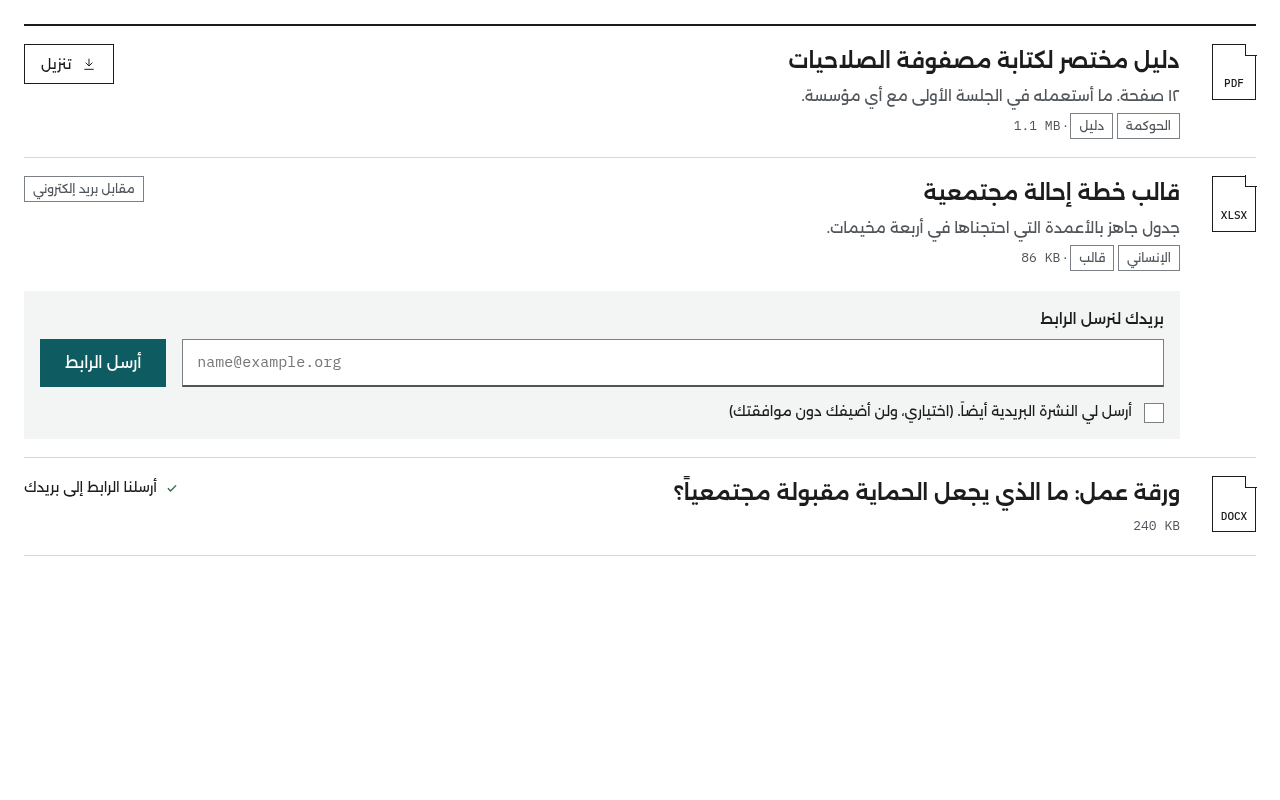 PDF
دليل مختصر لكتابة مصفوفة الصلاحيات
تنزيل
١٢ صفحة. ما أستعمله في الجلسة الأولى مع أي مؤسسة.
الحوكمة دليل · 1.1 MB
XLSX
قالب خطة إحالة مجتمعية
مقابل بريد إلكتروني
جدول جاهز بالأعمدة التي احتجناها في أربعة مخيمات.
الإنساني قالب · 86 KB
بريدك لنرسل الرابط
name@example.org
أرسل الرابط
أرسل لي النشرة البريدية أيضاً. (اختياري، ولن أضيفك دون موافقتك)
DOCX
ورقة عمل: ما الذي يجعل الحماية مقبولة مجتمعياً؟
أرسلنا الرابط إلى بريدك
240 KB